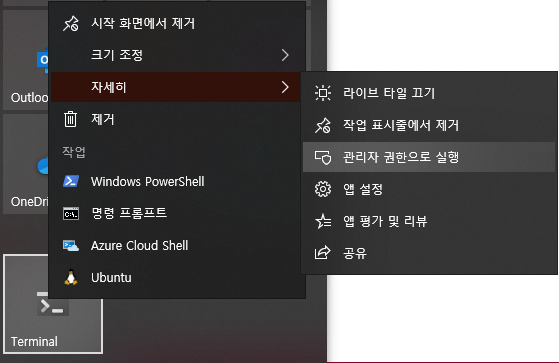 시작 화면에서 제거
크기 조정
자세히
제거
작업
Windows PowerShell
명령 프롬프트
Azure Cloud Shell
Ubuntu
라이브 타일 끄기
작업 표시줄에서 제거
관리자 권한으로 실행
앱 설정
앱 평가 및 리뷰
공유
Outloo
OneDri
Terminal